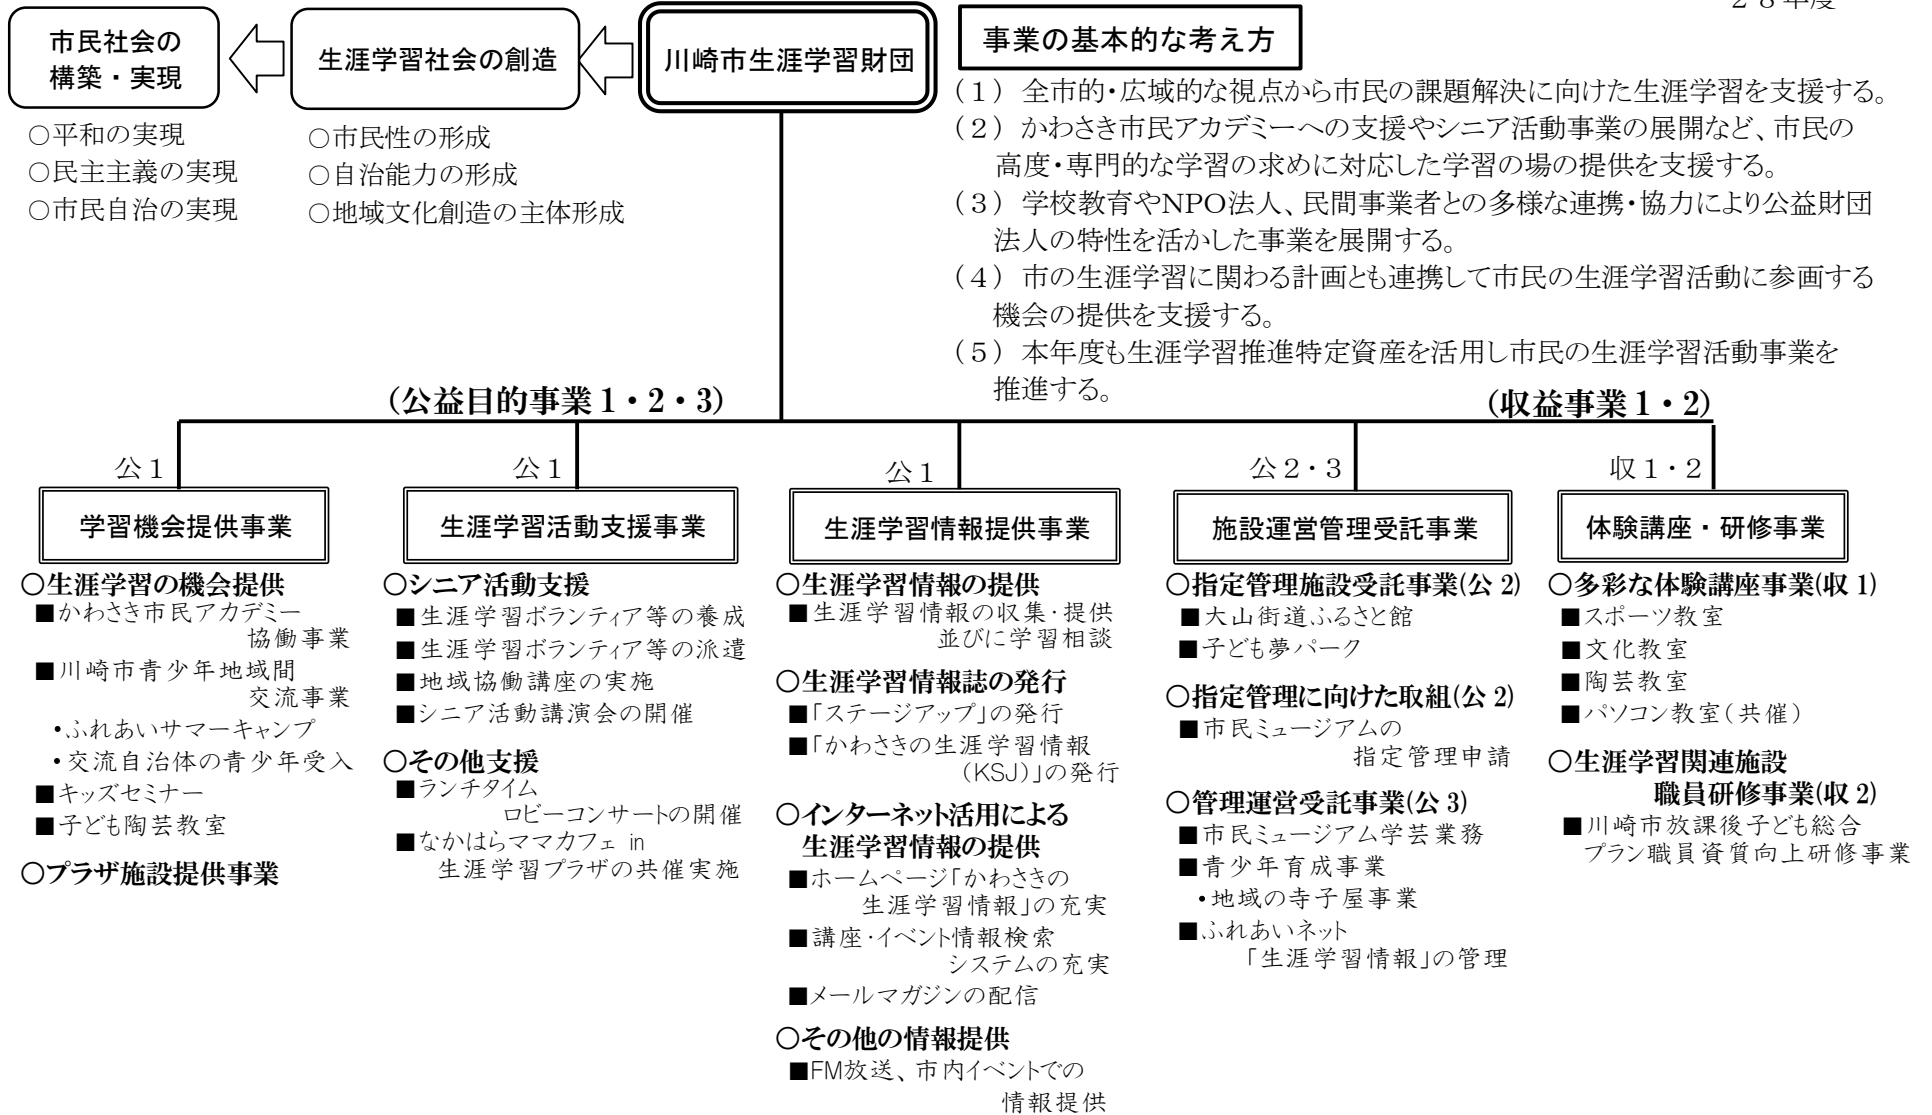 28年度
市民社会の
構築・実現
生涯学習社会の創造
川崎市生涯学習財団
○平和の実現
○民主主義の実現
○市民自治の実現
○市民性の形成
○自治能力の形成
○地域文化創造の主体形成
事業の基本的な考え方
（1） 全市的・広域的な視点から市民の課題解決に向けた生涯学習を支援する。
（2） かわさき市民アカデミーへの支援やシニア活動事業の展開など、市民の
高度・専門的な学習の求めに対応した学習の場の提供を支援する。
（3） 学校教育やNPO法人、民間事業者との多様な連携・協力により公益財団
法人の特性を活かした事業を展開する。
（4） 市の生涯学習に関わる計画とも連携して市民の生涯学習活動に参画する
機会の提供を支援する。
（5） 本年度も生涯学習推進特定資産を活用し市民の生涯学習活動事業を
推進する。
（公益目的事業1・2・3）
（収益事業1・2）
公1
学習機会提供事業
○生涯学習の機会提供
■かわさき市民アカデミー
協働事業
■川崎市青少年地域間
交流事業
・ふれあいサマーキャンプ
・交流自治体の青少年受入
■キッズセミナー
■子ども陶芸教室
○プラザ施設提供事業
公1
生涯学習活動支援事業
○シニア活動支援
■生涯学習ボランティア等の養成
■生涯学習ボランティア等の派遣
■地域協働講座の実施
■シニア活動講演会の開催
○その他支援
■ランチタイム
ロビーコンサートの開催
■なかはらママカフェ in
生涯学習プラザの共催実施
公1
生涯学習情報提供事業
○生涯学習情報の提供
■生涯学習情報の収集・提供
並びに学習相談
○生涯学習情報誌の発行
■「ステージアップ」の発行
■「かわさきの生涯学習情報
（KSJ）」の発行
○インターネット活用による
生涯学習情報の提供
■ホームページ「かわさきの
生涯学習情報」の充実
■講座・イベント情報検索
システムの充実
■メールマガジンの配信
○その他の情報提供
■FM放送、市内イベントでの
情報提供
公2・3
施設運営管理受託事業
○指定管理施設受託事業(公2)
■大山街道ふるさと館
■子ども夢パーク
○指定管理に向けた取組(公2)
■市民ミュージアムの
指定管理申請
○管理運営受託事業(公3)
■市民ミュージアム学芸業務
■青少年育成事業
・地域の寺子屋事業
■ふれあいネット
「生涯学習情報」の管理
収1・2
体験講座・研修事業
○多彩な体験講座事業(収1)
■スポーツ教室
■文化教室
■陶芸教室
■パソコン教室（共催）
○生涯学習関連施設
職員研修事業(収2)
■川崎市放課後子ども総合
プラン職員資質向上研修事業